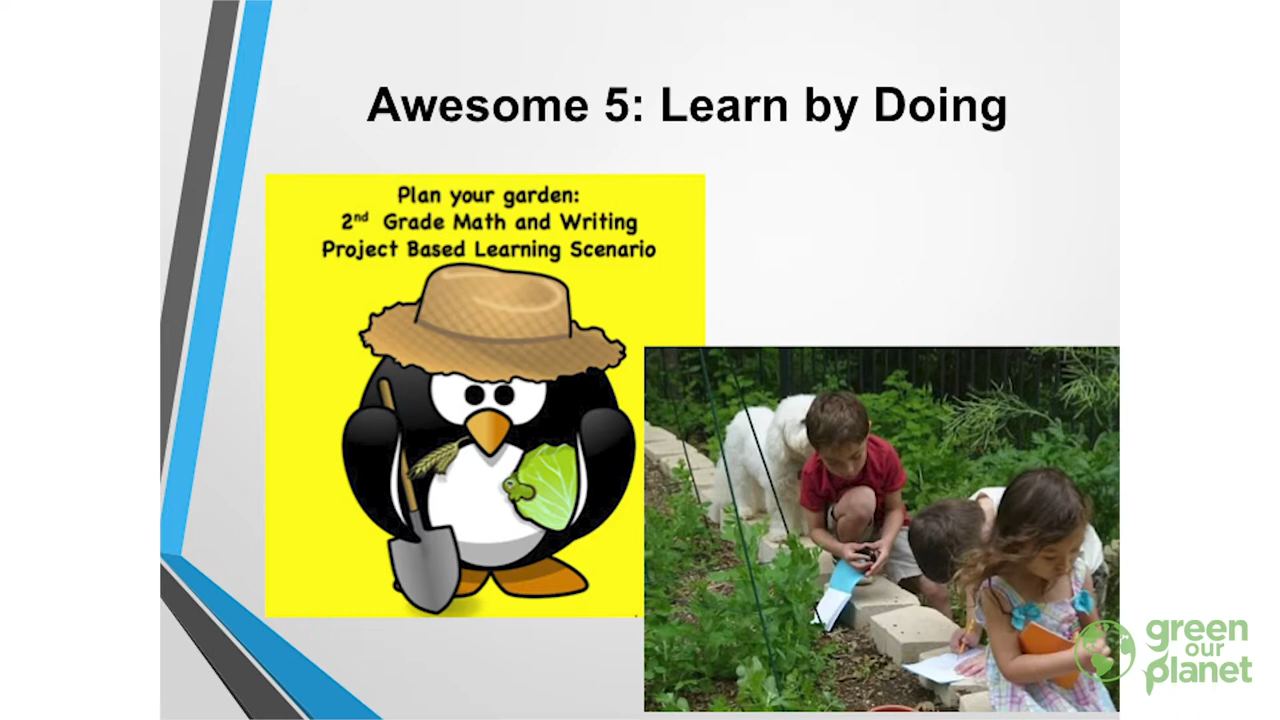 Awesome 5: Learn by Doing
Plan your garden:
2nd Grade Math and Writing
Project Based Learning Scenario
green
our
planet